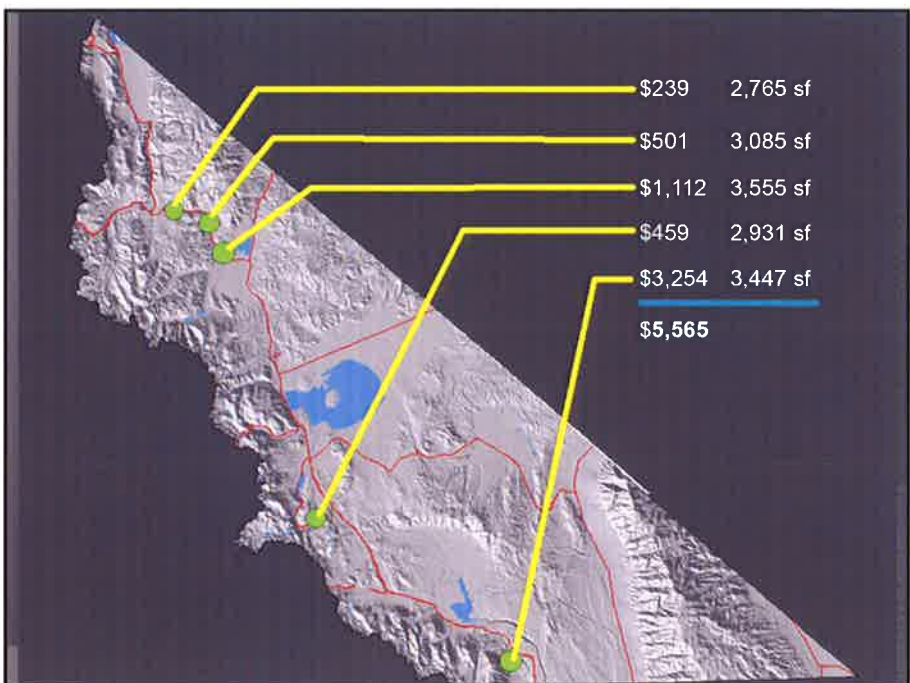 $239 2,765 sf
$501 3,085 sf
$1,112 3,555 sf
$459 2,931 sf
$3,254 3,447 sf
$5,565